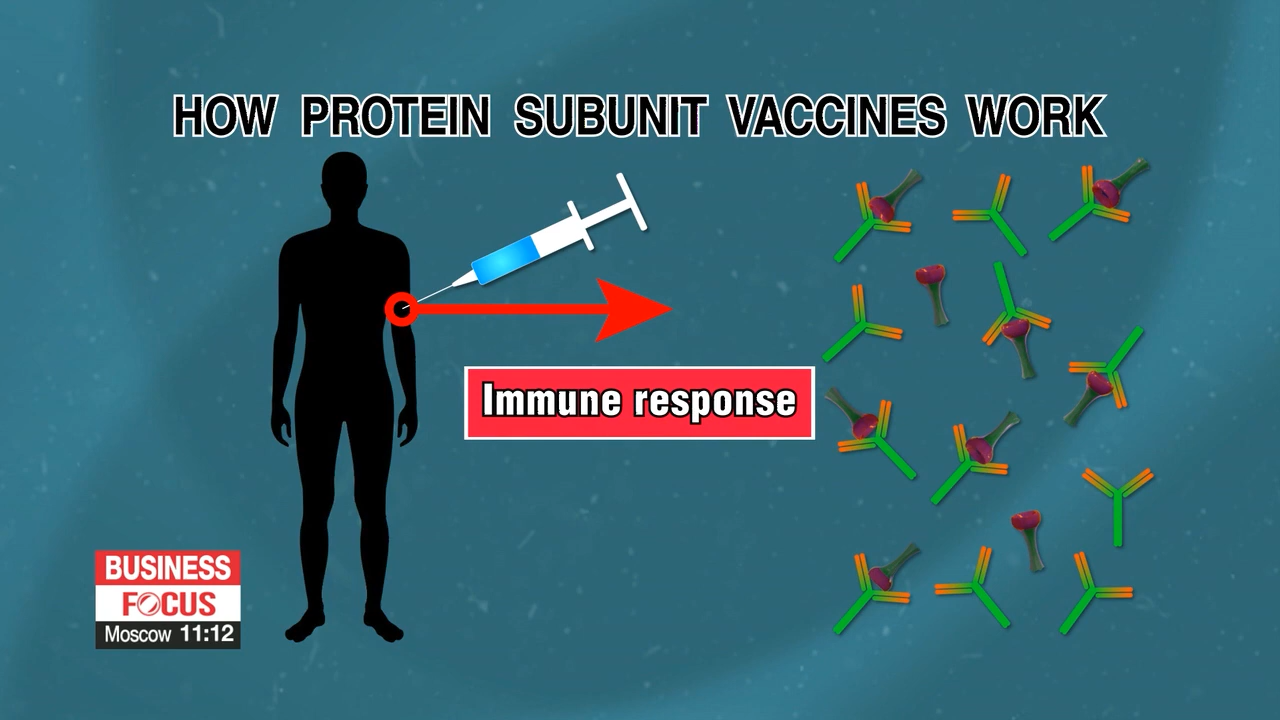 HOW PROTEIN SUBUNIT VACCINES WORK
Immune response
BUSINESS
FOCUS
Moscow 11:12